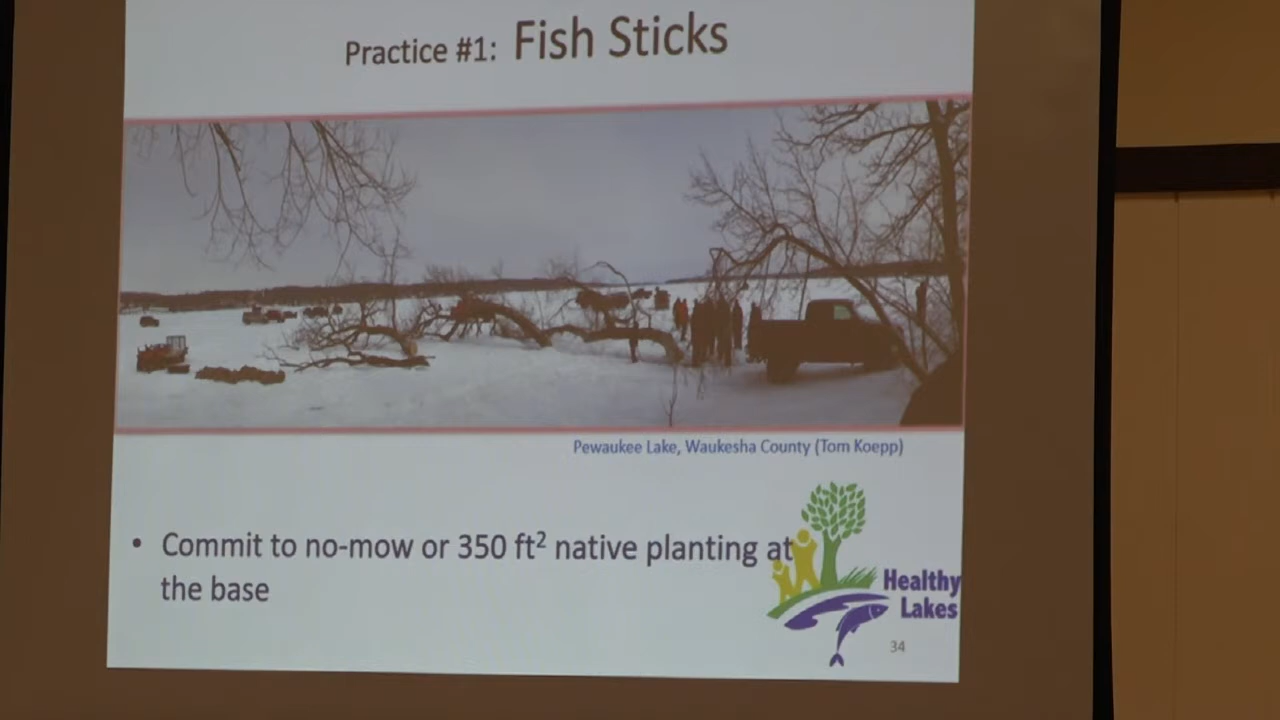 Practice #1: Fish Sticks
Pewaukee Lake, Waukesha County (Tom Koepp)
• Commit to no-mow or 350 ft² native planting at
the base
Healthy
Lakes
34